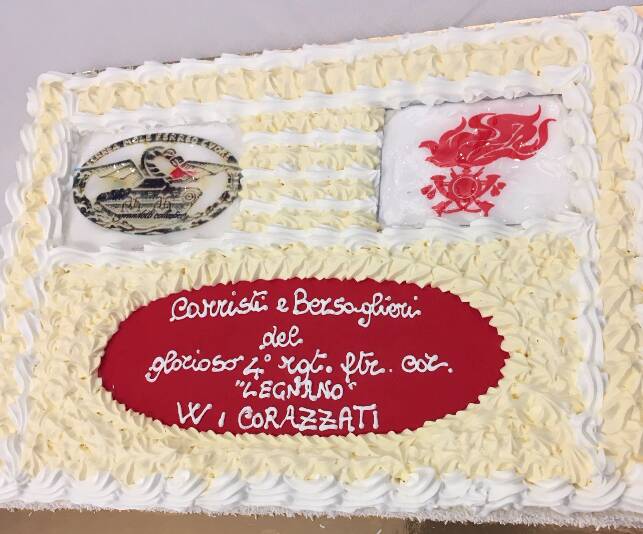 Carristi e Bersaglieri
del
glorioso 4° rgt. ftr. cor.
"LEGNANO"
W i CORAZZATI